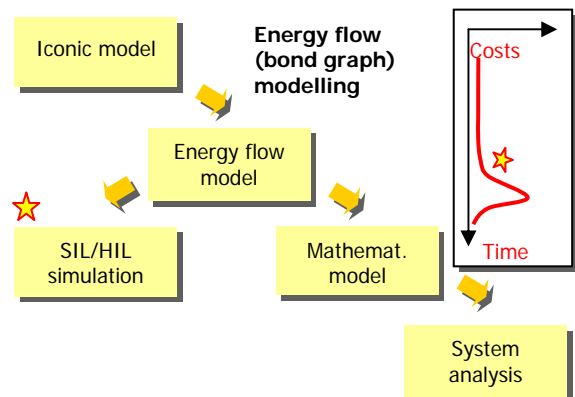 Iconic model
Energy flow
(bond graph)
modelling
Costs
Energy flow
model
SIL/HIL
simulation
Mathemat.
model
Time
System
analysis